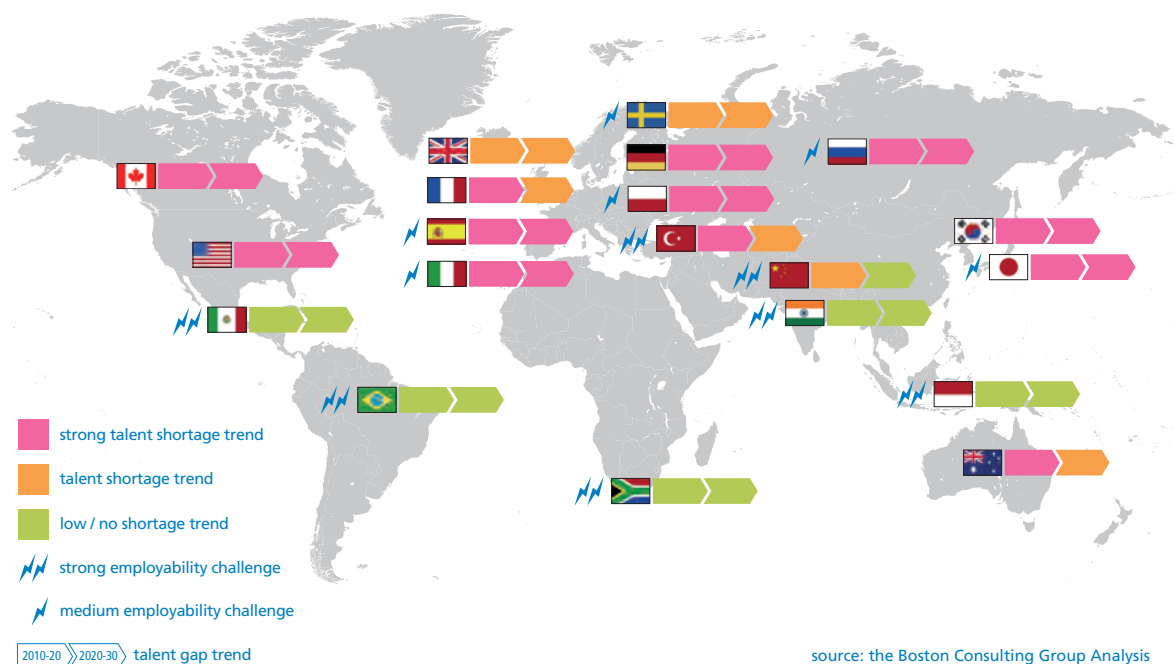 strong talent shortage trend
talent shortage trend
low / no shortage trend
strong employability challenge
medium employability challenge
2010-20 2020-30 talent gap trend
source: the Boston Consulting Group Analysis